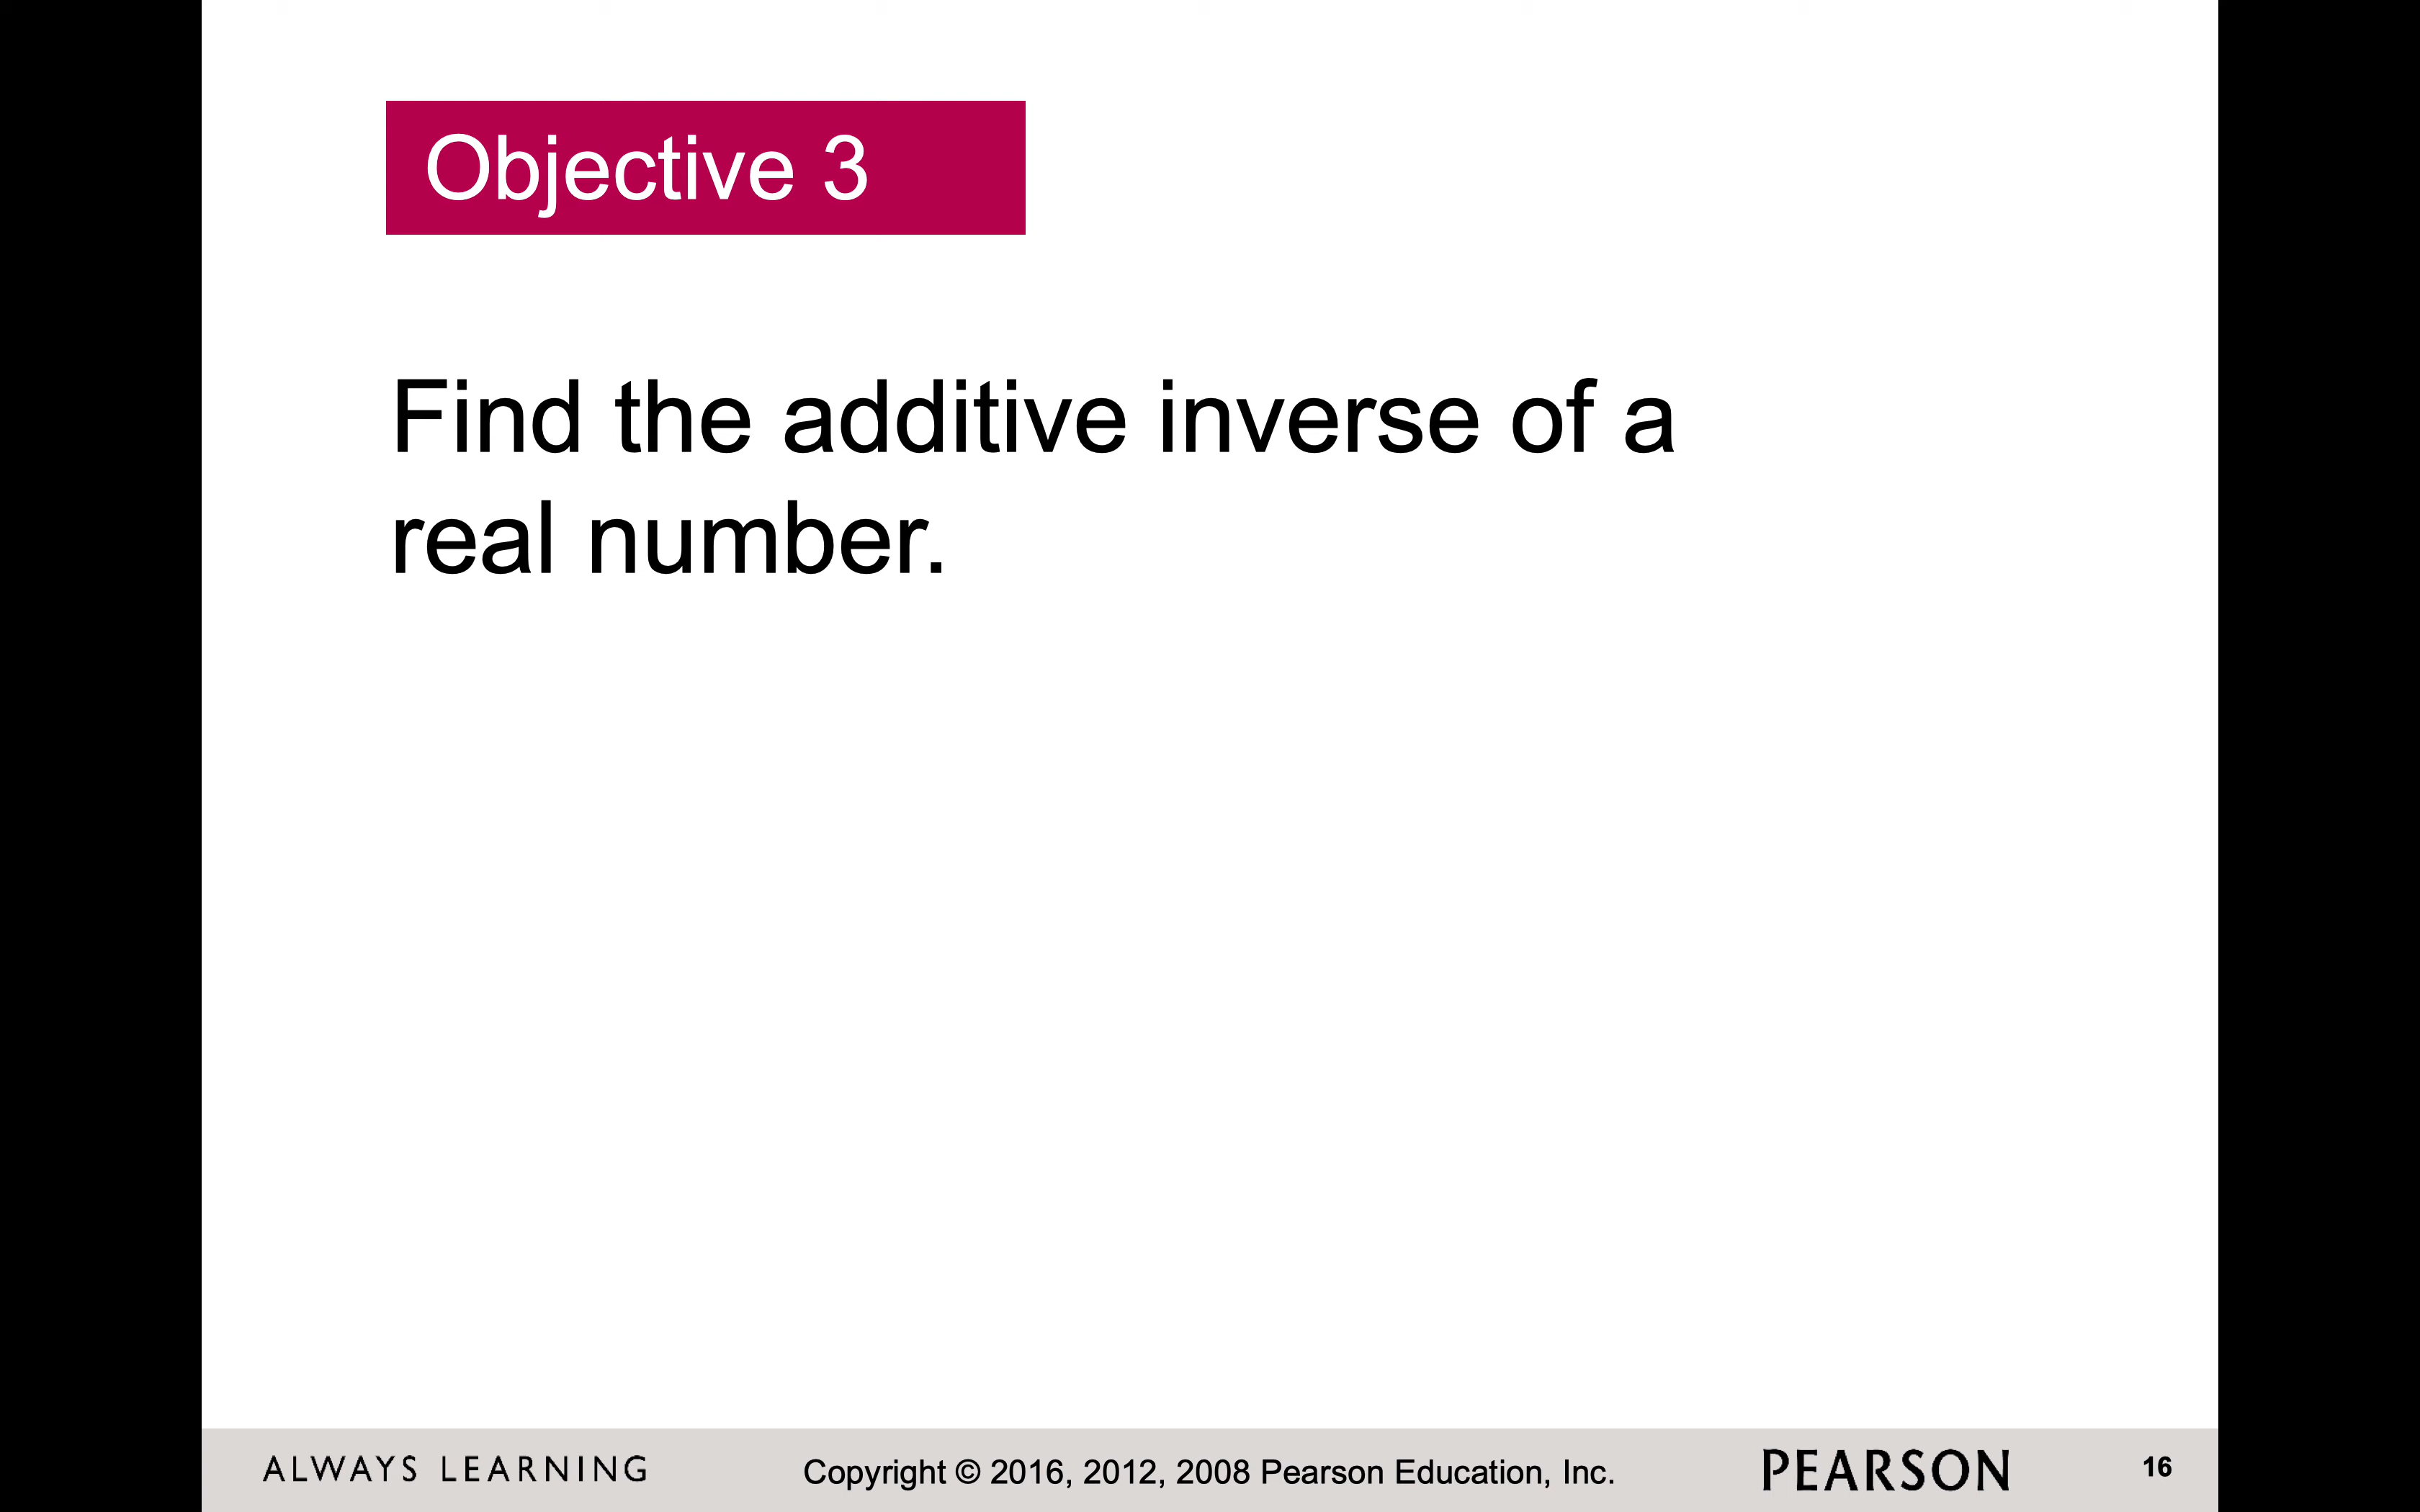 Objective 3
Find the additive inverse of a
real number.
ALWAYS LEARNING
Copyright © 2016, 2012, 2008 Pearson Education, Inc.
PEARSON
16